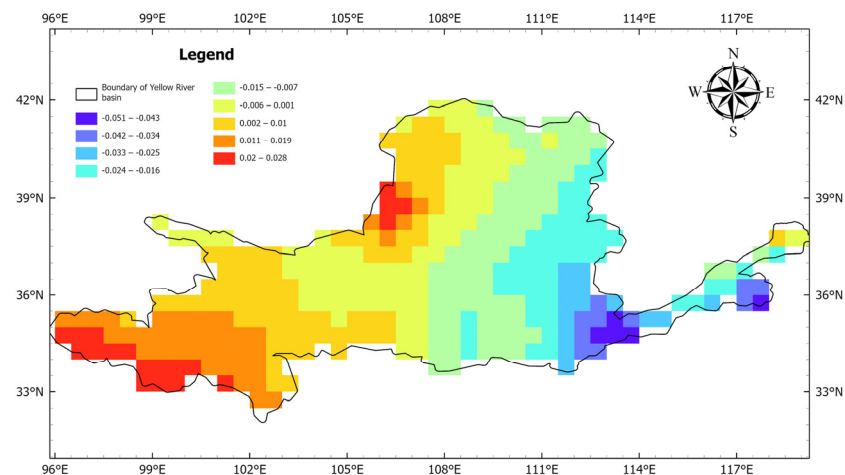 96°E 99°E 102°E 105°E 108°E 111°E 114°E 117°E
Legend
Boundary of Yellow River
basin
-0.051 – -0.043
-0.042 – -0.034
-0.033 – -0.025
-0.024 – -0.016
-0.015 – -0.007
-0.006 – 0.001
0.002 – 0.01
0.011 – 0.019
0.02 – 0.028
N
W E
S
42°N 42°N
39°N 39°N
36°N 36°N
33°N 33°N
96°E 99°E 102°E 105°E 108°E 111°E 114°E 117°E